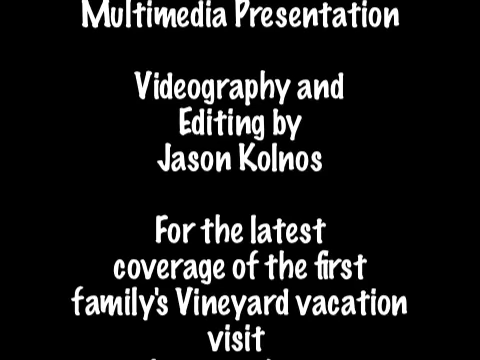 Multimedia Presentation
Videography and
Editing by
Jason Kolnos
For the latest
coverage of the first
family's Vineyard vacation
visit